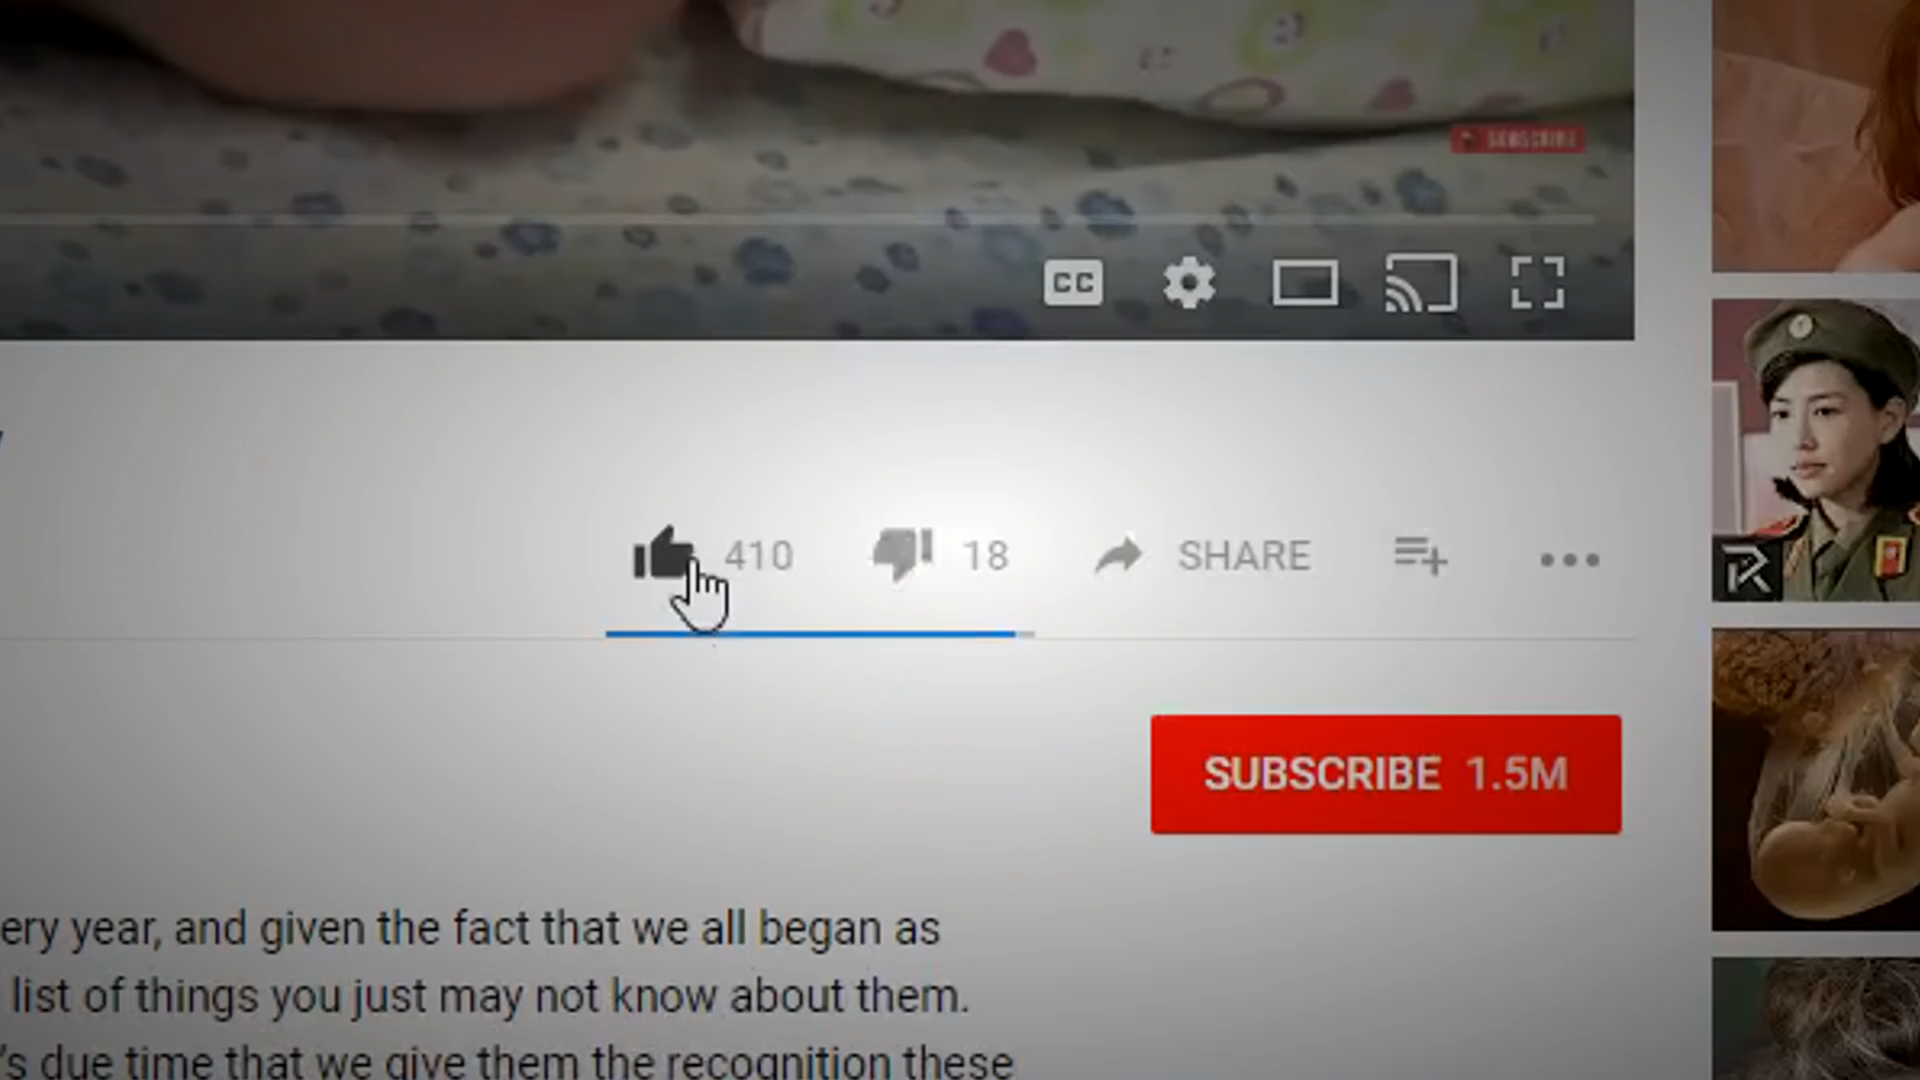 SUBSCRIBE
CC
410 18 SHARE
SUBSCRIBE 1.5M
ery year, and given the fact that we all began as
list of things you just may not know about them.
's due time that we give them the recognition these